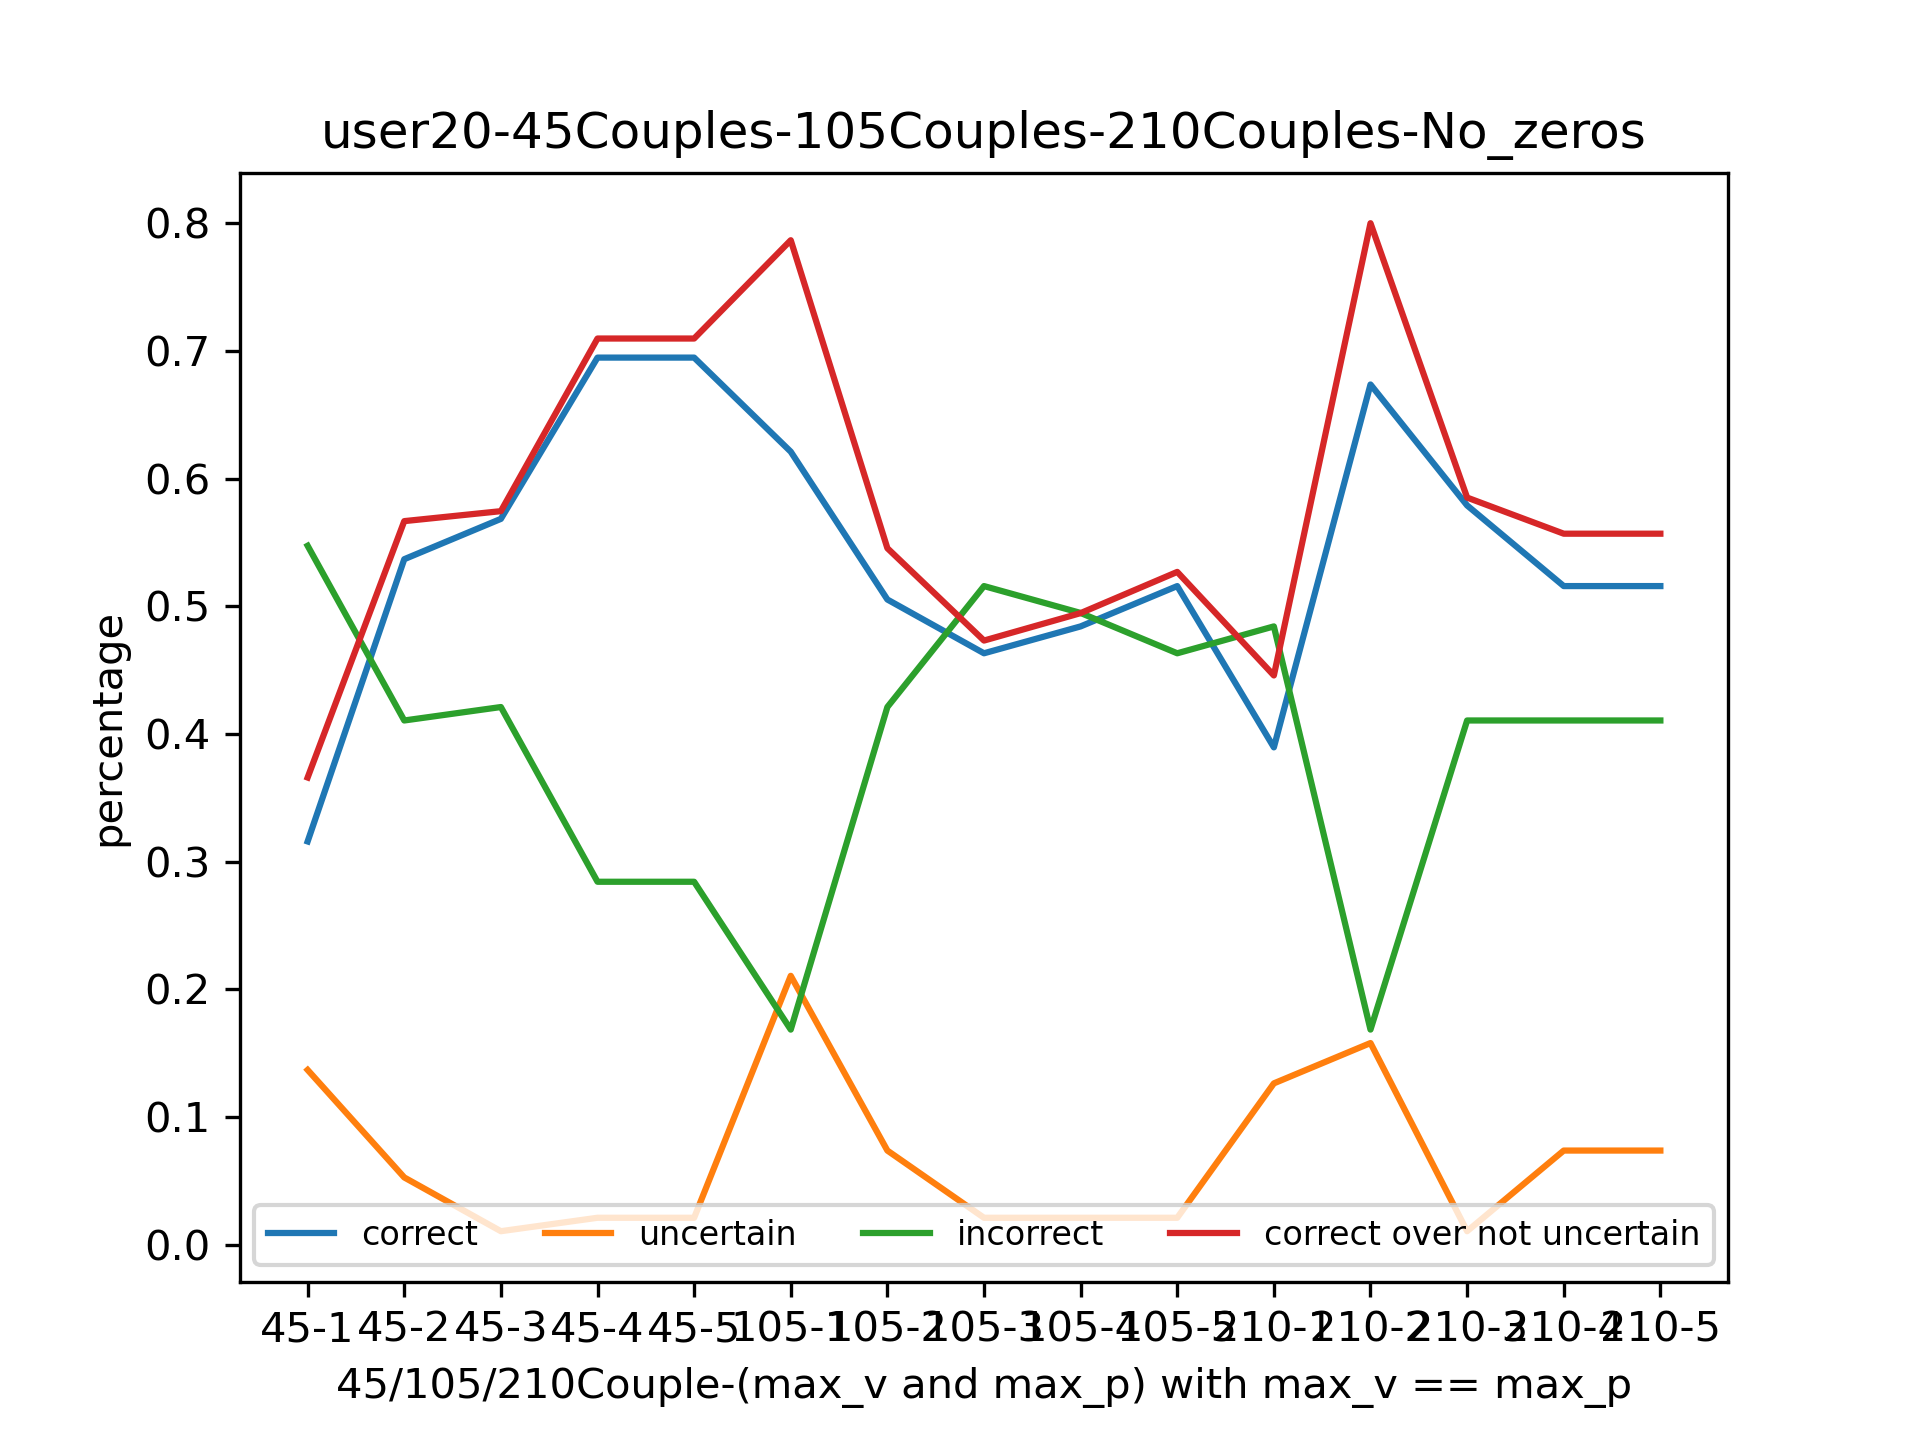 user20-45Couples-105Couples-210Couples-No_zeros
percentage
0.8
0.7
0.6
0.5
0.4
0.3
0.2
0.1
0.0
correct uncertain incorrect correct over not uncertain
45-1 45-2 45-3 45-4 45-5 105-1 105-2 105-3 105-4 105-5 210-1 210-2 210-3 210-4 210-5
45/105/210Couple-(max_v and max_p) with max_v == max_p